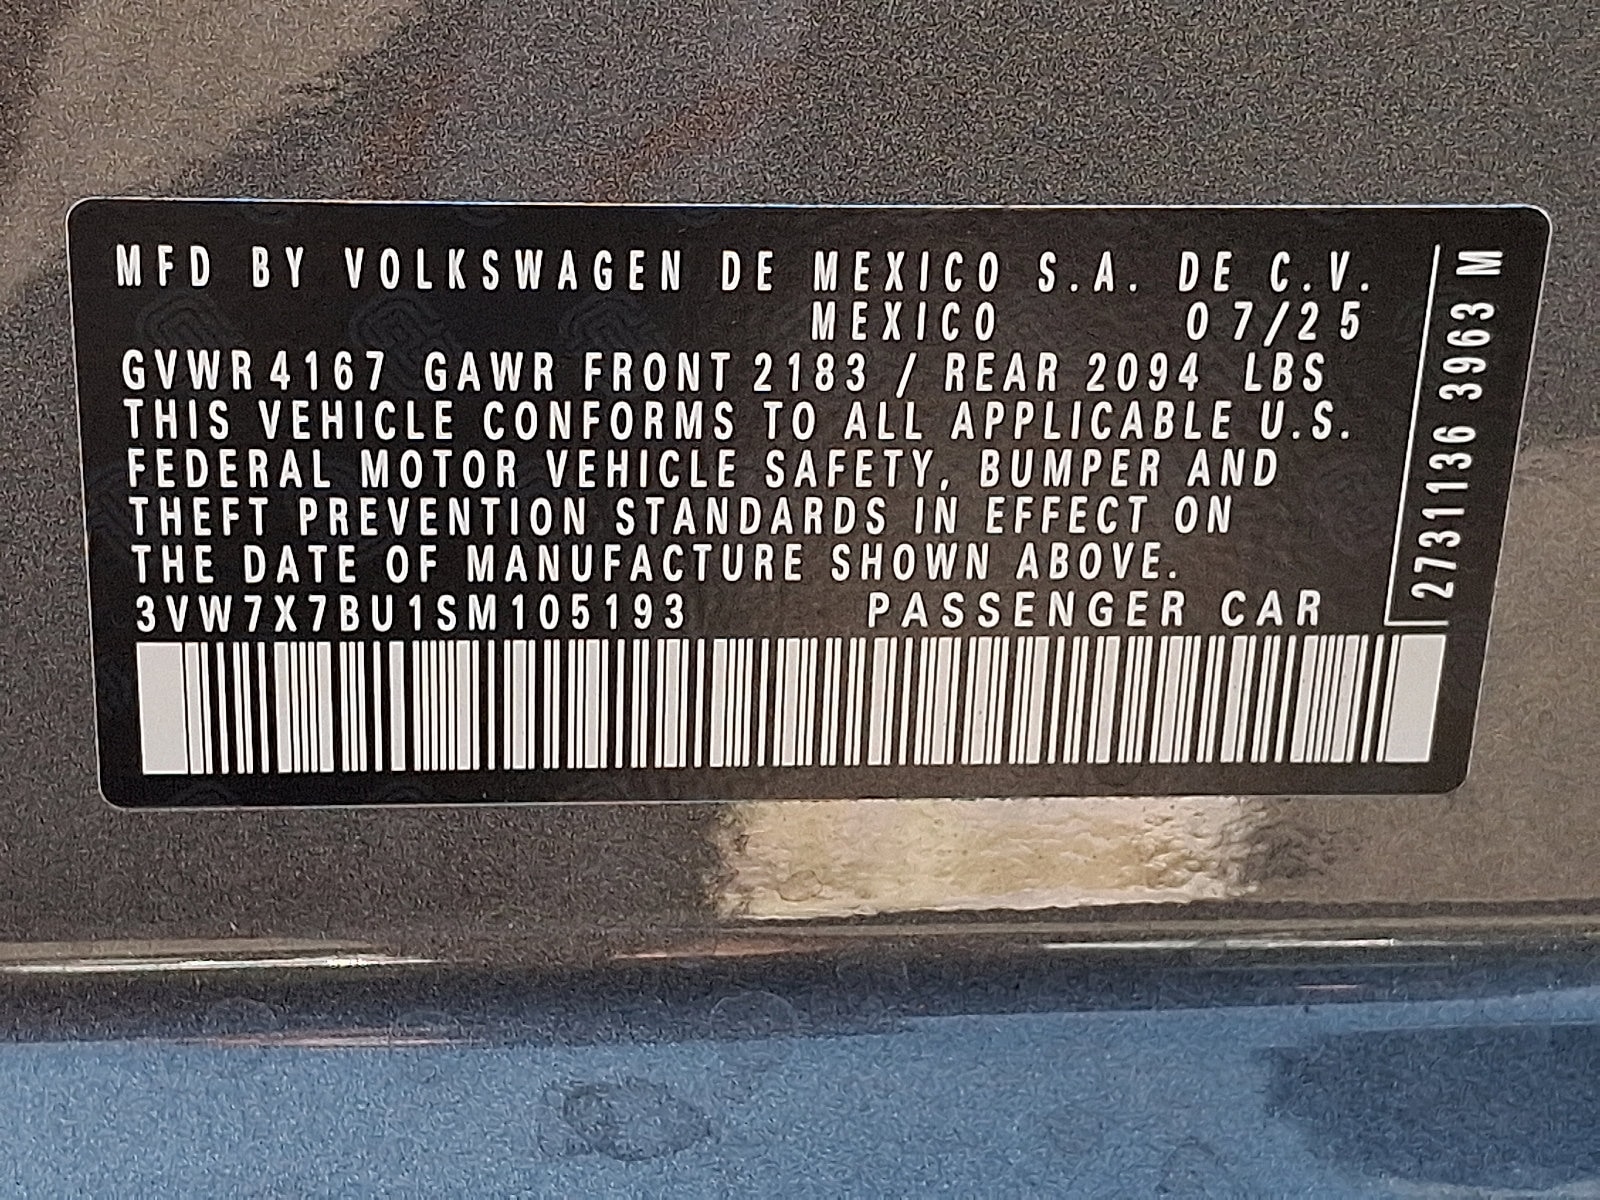 MFD BY VOLKSWAGEN DE MEXICO S.A. DE C.V.
MEXICO 07/25
GVWR 4167 GAWR FRONT 2183 / REAR 2094 LBS
THIS VEHICLE CONFORMS TO ALL APPLICABLE U.S.
FEDERAL MOTOR VEHICLE SAFETY, BUMPER AND
THEFT PREVENTION STANDARDS IN EFFECT ON
THE DATE OF MANUFACTURE SHOWN ABOVE.
3VW7X7BU1SM105193 PASSENGER CAR
2731136 3963 M